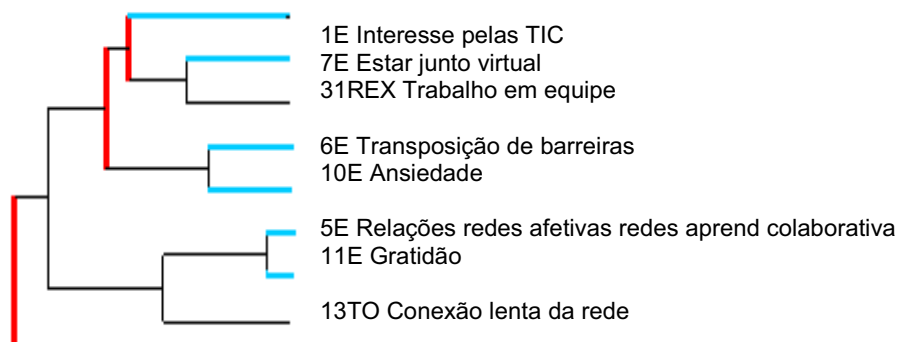 1E Interesse pelas TIC
7E Estar junto virtual
31REX Trabalho em equipe
6E Transposição de barreiras
10E Ansiedade
5E Relações redes afetivas redes aprend colaborativa
11E Gratidão
13TO Conexão lenta da rede